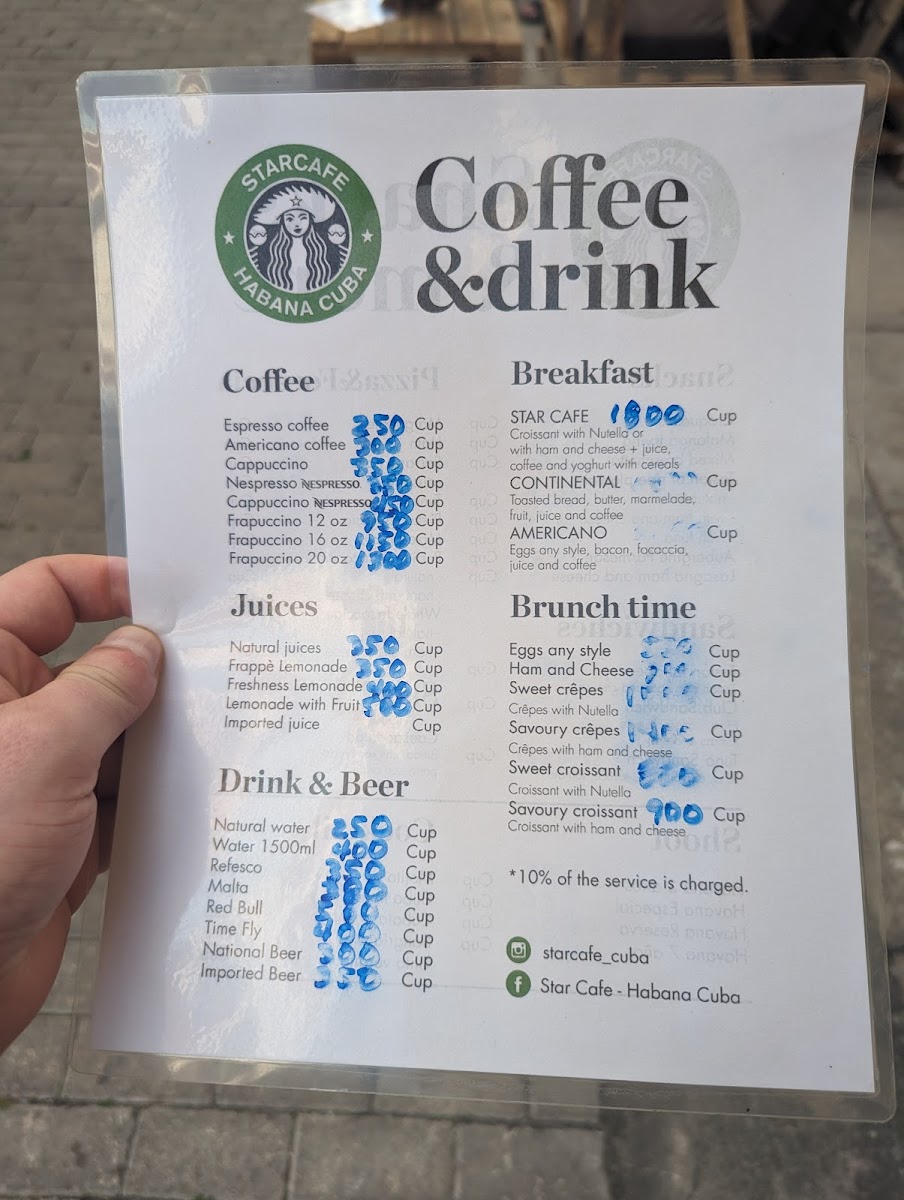 STARCAFE
HABANA CUBA
Coffee
&drink
Coffee
Espresso coffee 250 Cup
Americano coffee 300 Cup
Cappuccino 350 Cup
Nespresso NESPRESSO Cup
Cappuccino NESPRESSO 450 Cup
Frapuccino 12 oz 950 Cup
Frapuccino 16 oz 1150 Cup
Frapuccino 20 oz 1300 Cup
Juices
Natural juices 350 Cup
Frappè Lemonade 350 Cup
Freshness Lemonade 400 Cup
Lemonade with Fruit Cup
Imported juice Cup
Drink & Beer
Natural water 250 Cup
Water 1500ml 400 Cup
Refesco Cup
Malta Cup
Red Bull Cup
Time Fly Cup
National Beer Cup
Imported Beer Cup
Breakfast
STAR CAFE 1800 Cup
Croissant with Nutella or
with ham and cheese + juice,
coffee and yoghurt with cereals
CONTINENTAL Cup
Toasted bread, butter, marmelade,
fruit, juice and coffee
AMERICANO Cup
Eggs any style, bacon, focaccia,
juice and coffee
Brunch time
Eggs any style Cup
Ham and Cheese Cup
Sweet crêpes Cup
Crêpes with Nutella
Savoury crêpes Cup
Crêpes with ham and cheese
Sweet croissant Cup
Croissant with Nutella
Savoury croissant 900 Cup
Croissant with ham and cheese
*10% of the service is charged.
starcafe_cuba
Star Cafe - Habana Cuba